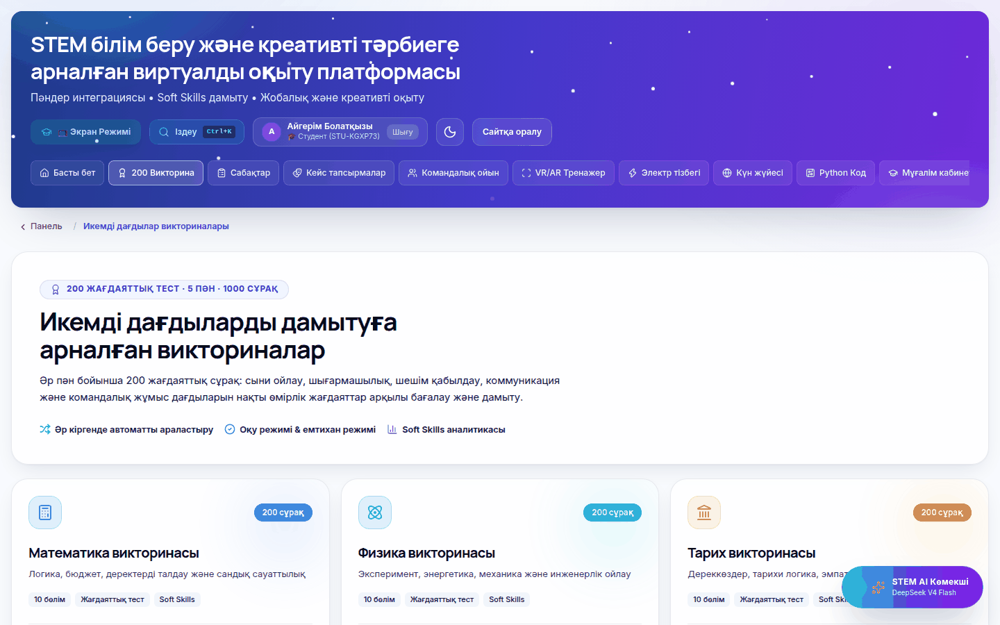 STEM білім беру және креативті тәрбиеге
арналған виртуалды оқыту платформасы
Пәндер интеграциясы • Soft Skills дамыту • Жобалық және креативті оқыту
Экран Режимі
Іздеу Ctrl+K
А
Айгерім Болатқызы
Студент (STU-KGXP73)
Шығу
Сайтқа оралу
Басты бет
200 Викторина
Сабақтар
Кейс тапсырмалар
Командалық ойын
VR/AR Тренажер
Электр тізбегі
Күн жүйесі
Python Код
Мұғалім
Панель / Икемді дағдылар викториналары
200 ЖАҒДАЯТТЫҚ ТЕСТ · 5 ПӘН · 1000 СҰРАҚ
Икемді дағдыларды дамытуға
арналған викториналар
Әр пән бойынша 200 жағдаяттық сұрақ: сыни ойлау, шығармашылық, шешім қабылдау, коммуникация
және командалық жұмыс дағдыларын нақты өмірлік жағдаяттар арқылы бағалау және дамыту.
Әр кіргенде автоматты араластыру
Оқу режимі & емтихан режимі
Soft Skills аналитикасы
200 сұрақ
Математика викторинасы
Логика, бюджет, деректерді талдау және сандық сауаттылық
10 бөлім
Жағдаяттық тест
Soft Skills
200 сұрақ
Физика викторинасы
Эксперимент, энергетика, механика және инженерлік ойлау
10 бөлім
Жағдаяттық тест
Soft Skills
200 сұрақ
Тарих викторинасы
Дереккөздер, тарихи логика,
10 бөлім
Жағдаяттық тест
Soft
STEM AI Көмекші
DeepSeek V4 Flash